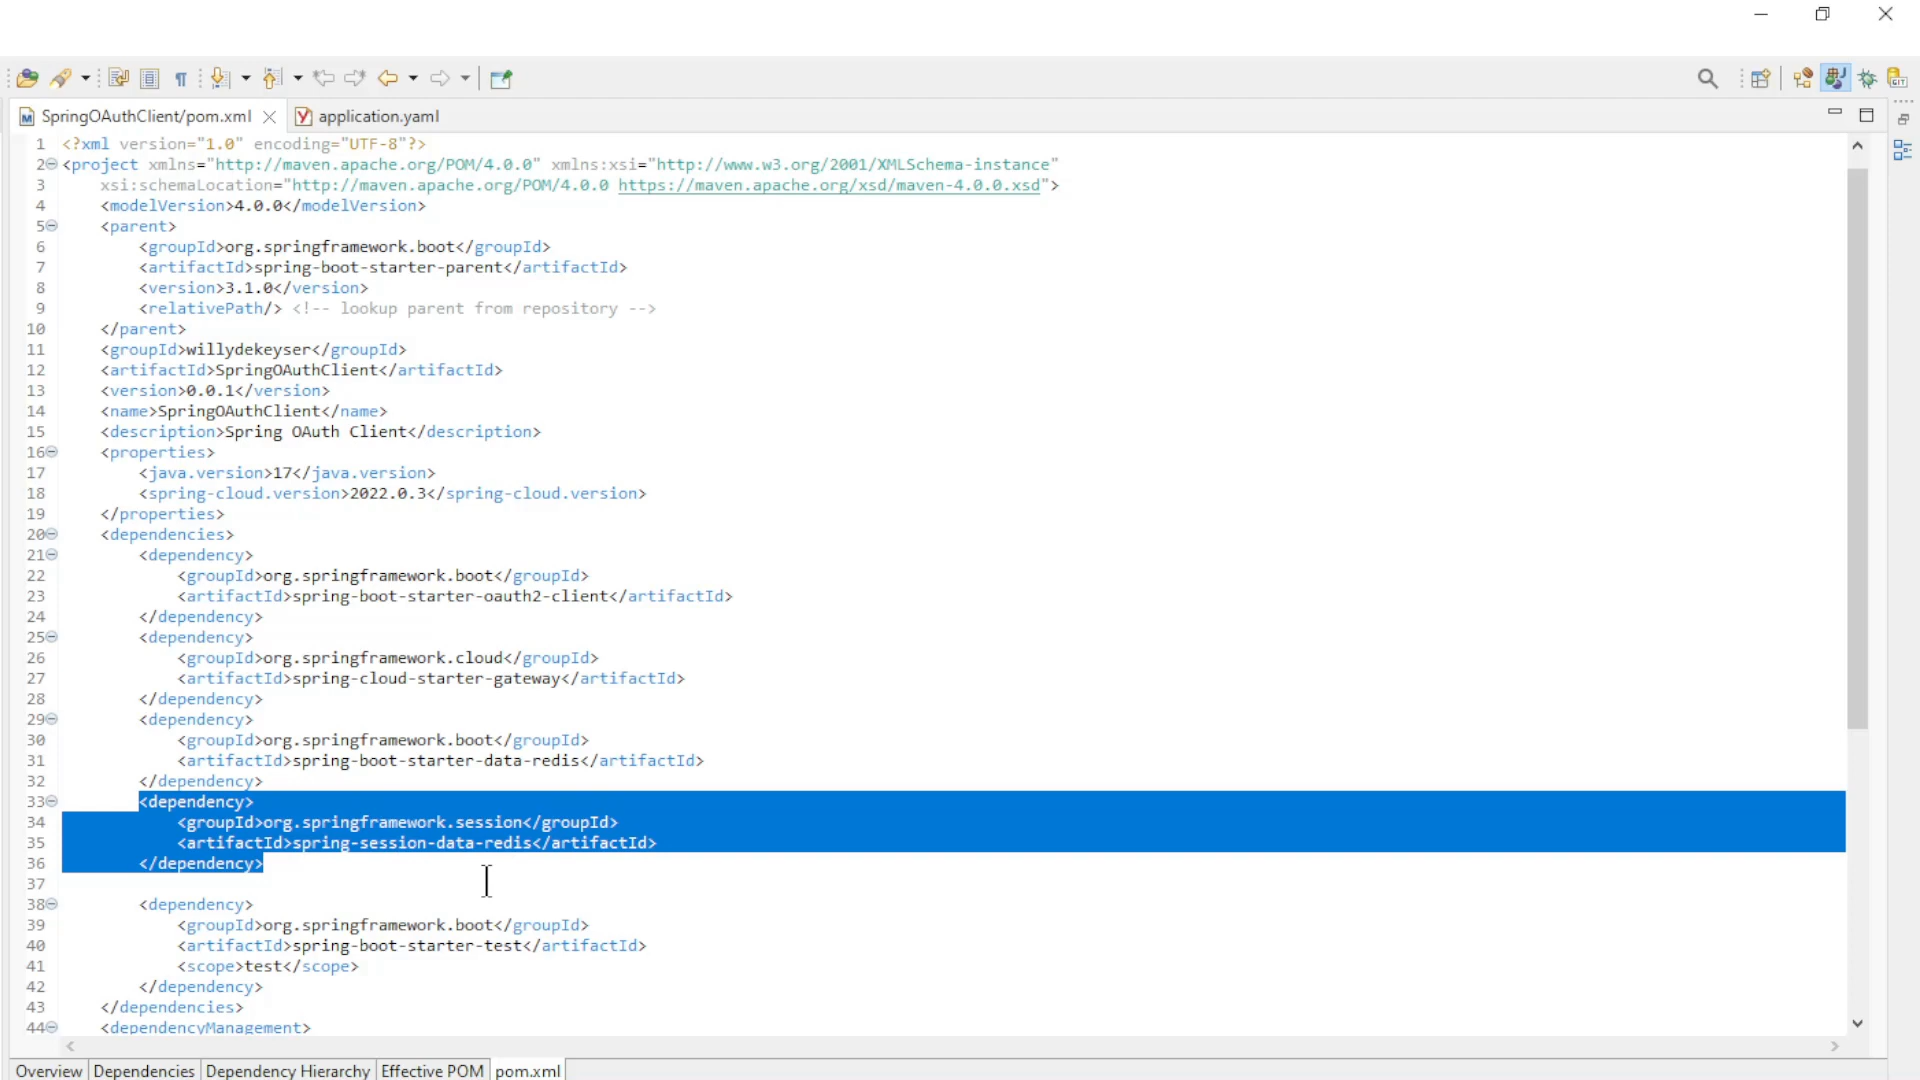 SpringOAuthClient/pom.xml
application.yaml
1 <?xml version="1.0" encoding="UTF-8"?>
2 <project xmlns="http://maven.apache.org/POM/4.0.0" xmlns:xsi="http://www.w3.org/2001/XMLSchema-instance"
3 xsi:schemaLocation="http://maven.apache.org/POM/4.0.0 https://maven.apache.org/xsd/maven-4.0.0.xsd">
4 <modelVersion>4.0.0</modelVersion>
5 <parent>
6 <groupId>org.springframework.boot</groupId>
7 <artifactId>spring-boot-starter-parent</artifactId>
8 <version>3.1.0</version>
9 <relativePath/> <!-- lookup parent from repository -->
10 </parent>
11 <groupId>willydekeyser</groupId>
12 <artifactId>SpringOAuthClient</artifactId>
13 <version>0.0.1</version>
14 <name>SpringOAuthClient</name>
15 <description>Spring OAuth Client</description>
16 <properties>
17 <java.version>17</java.version>
18 <spring-cloud.version>2022.0.3</spring-cloud.version>
19 </properties>
20 <dependencies>
21 <dependency>
22 <groupId>org.springframework.boot</groupId>
23 <artifactId>spring-boot-starter-oauth2-client</artifactId>
24 </dependency>
25 <dependency>
26 <groupId>org.springframework.cloud</groupId>
27 <artifactId>spring-cloud-starter-gateway</artifactId>
28 </dependency>
29 <dependency>
30 <groupId>org.springframework.boot</groupId>
31 <artifactId>spring-boot-starter-data-redis</artifactId>
32 </dependency>
33 <dependency>
34 <groupId>org.springframework.session</groupId>
35 <artifactId>spring-session-data-redis</artifactId>
36 </dependency>
37
38 <dependency>
39 <groupId>org.springframework.boot</groupId>
40 <artifactId>spring-boot-starter-test</artifactId>
41 <scope>test</scope>
42 </dependency>
43 </dependencies>
44 <dependencyManagement>
Overview Dependencies Dependency Hierarchy Effective POM pom.xml